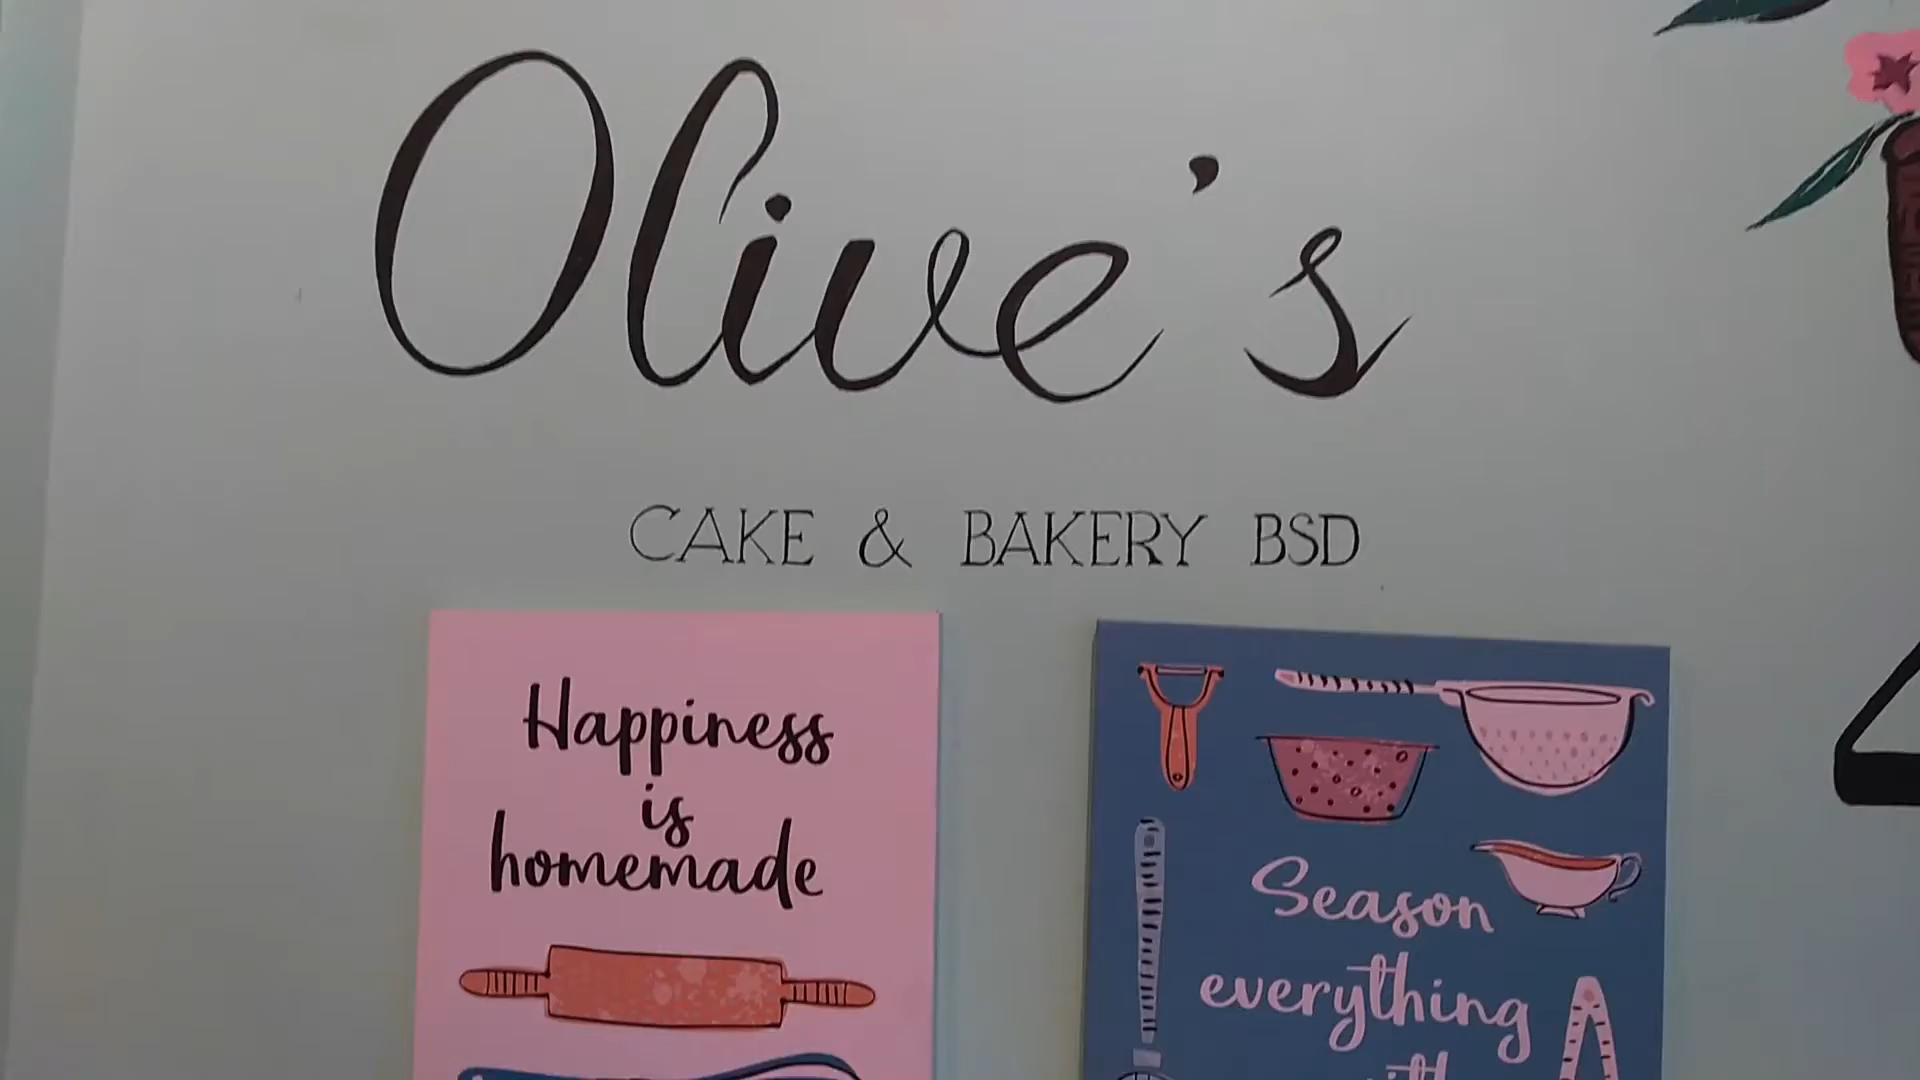 Olive's
CAKE & BAKERY BSD
Happiness
is
homemade
Season
everything